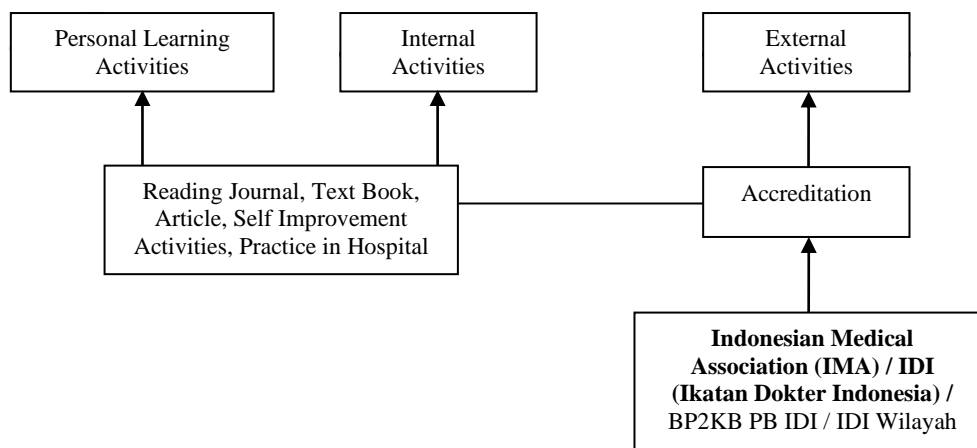 Personal Learning
Activities
Internal
Activities
External
Activities
Reading Journal, Text Book,
Article, Self Improvement
Activities, Practice in Hospital
Accreditation
Indonesian Medical
Association (IMA) / IDI
(Ikatan Dokter Indonesia) /
BP2KB PB IDI / IDI Wilayah